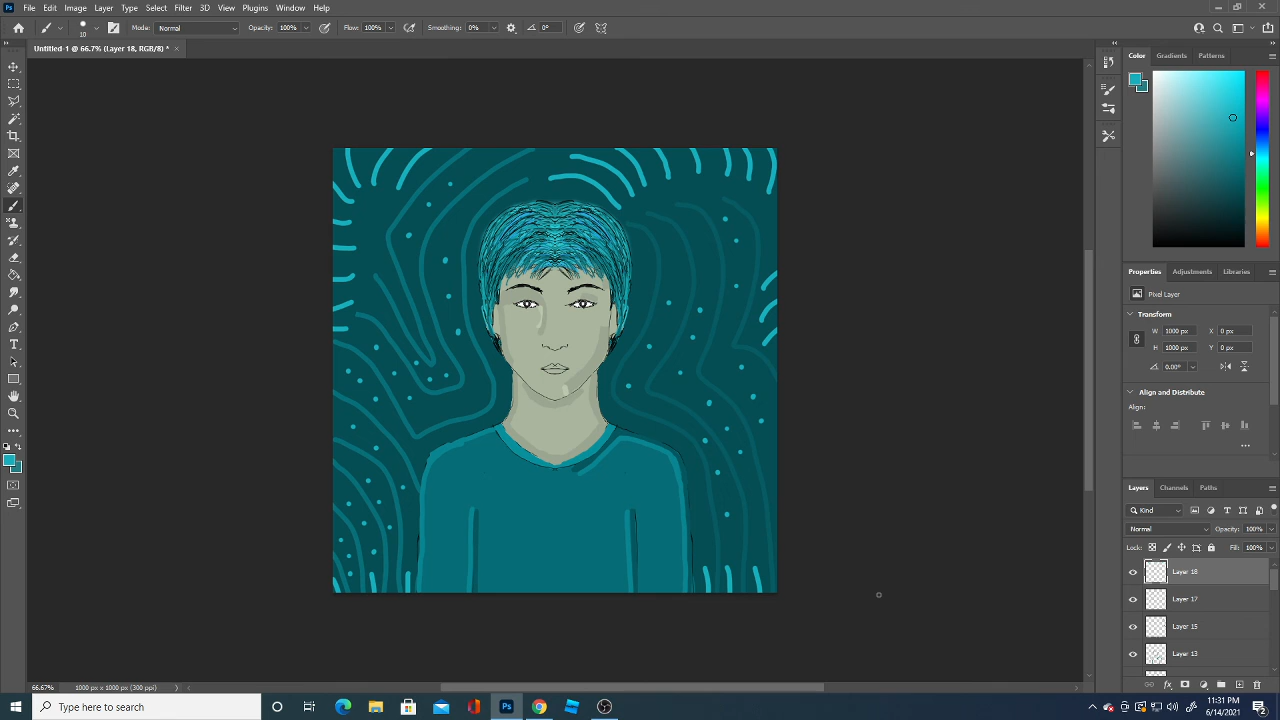 Ps File Edit Image Layer Type Select Filter 3D View Plugins Window Help
10 Mode: Normal Opacity: 100% Flow: 100% Smoothing: 0% 0°
Untitled-1 @ 66.7% (Layer 18, RGB/8) * ×
Color Gradients Patterns
Properties Adjustments Libraries
Pixel Layer
Transform
W 1000 px X 0 px
H 1000 px Y 0 px
0.00°
Align and Distribute
Align:
Layers Channels Paths
Kind
Normal Opacity: 100%
Lock: Fill: 100%
Layer 18
Layer 17
Layer 15
Layer 13
66.67% 1000 px x 1000 px (300 ppi)
Type here to search
Ps
11:31 PM
6/14/2021
2